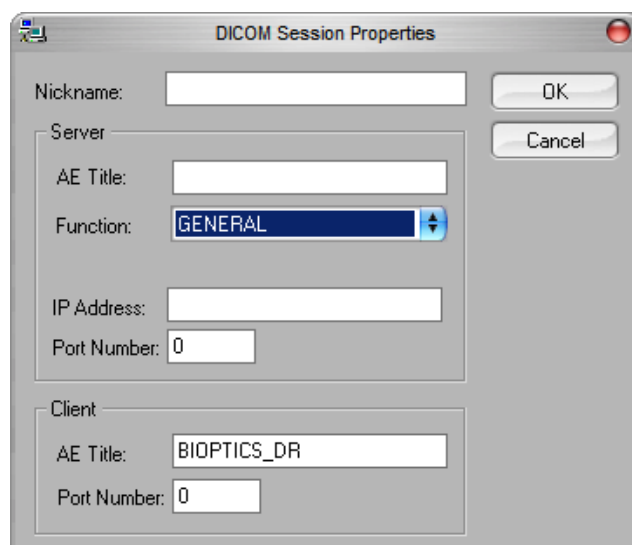 DICOM Session Properties
Nickname:
OK
Cancel
Server
AE Title:
Function: GENERAL
IP Address:
Port Number: 0
Client
AE Title: BIOPTICS_DR
Port Number: 0